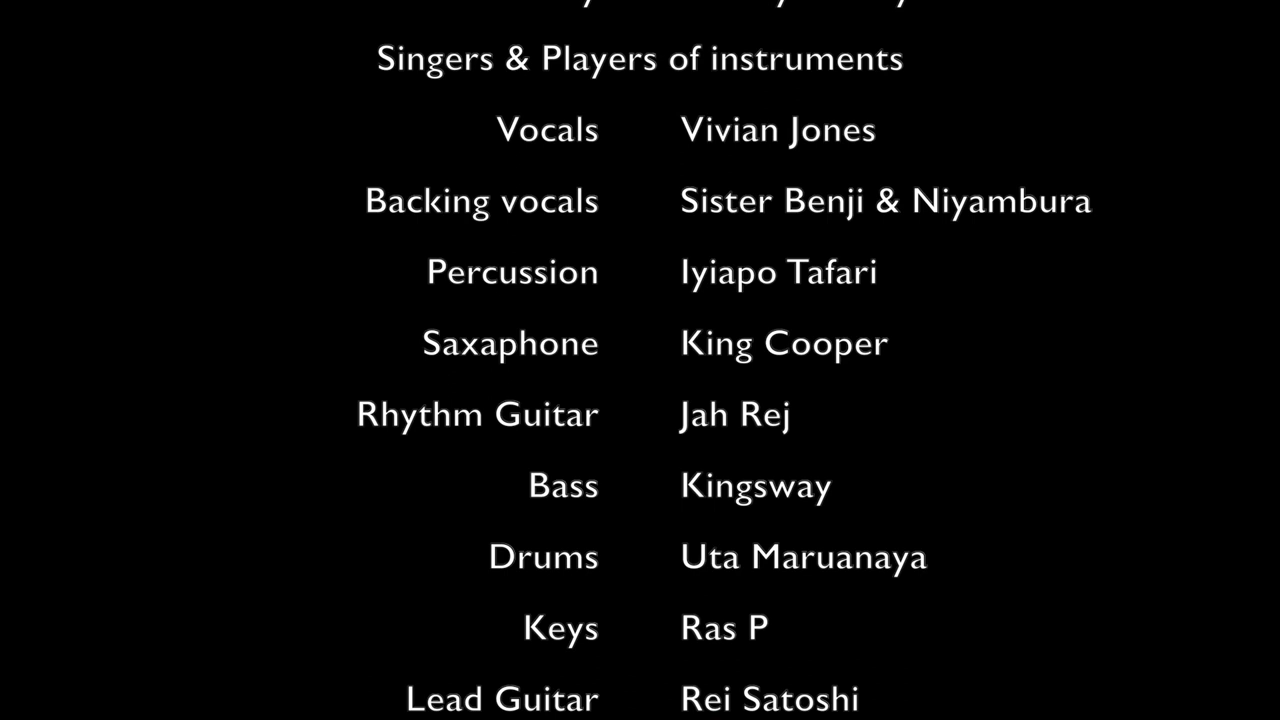 Singers & Players of instruments
Vocals Vivian Jones
Backing vocals Sister Benji & Niyambura
Percussion Iyiapo Tafari
Saxaphone King Cooper
Rhythm Guitar Jah Rej
Bass Kingsway
Drums Uta Maruanaya
Keys Ras P
Lead Guitar Rei Satoshi